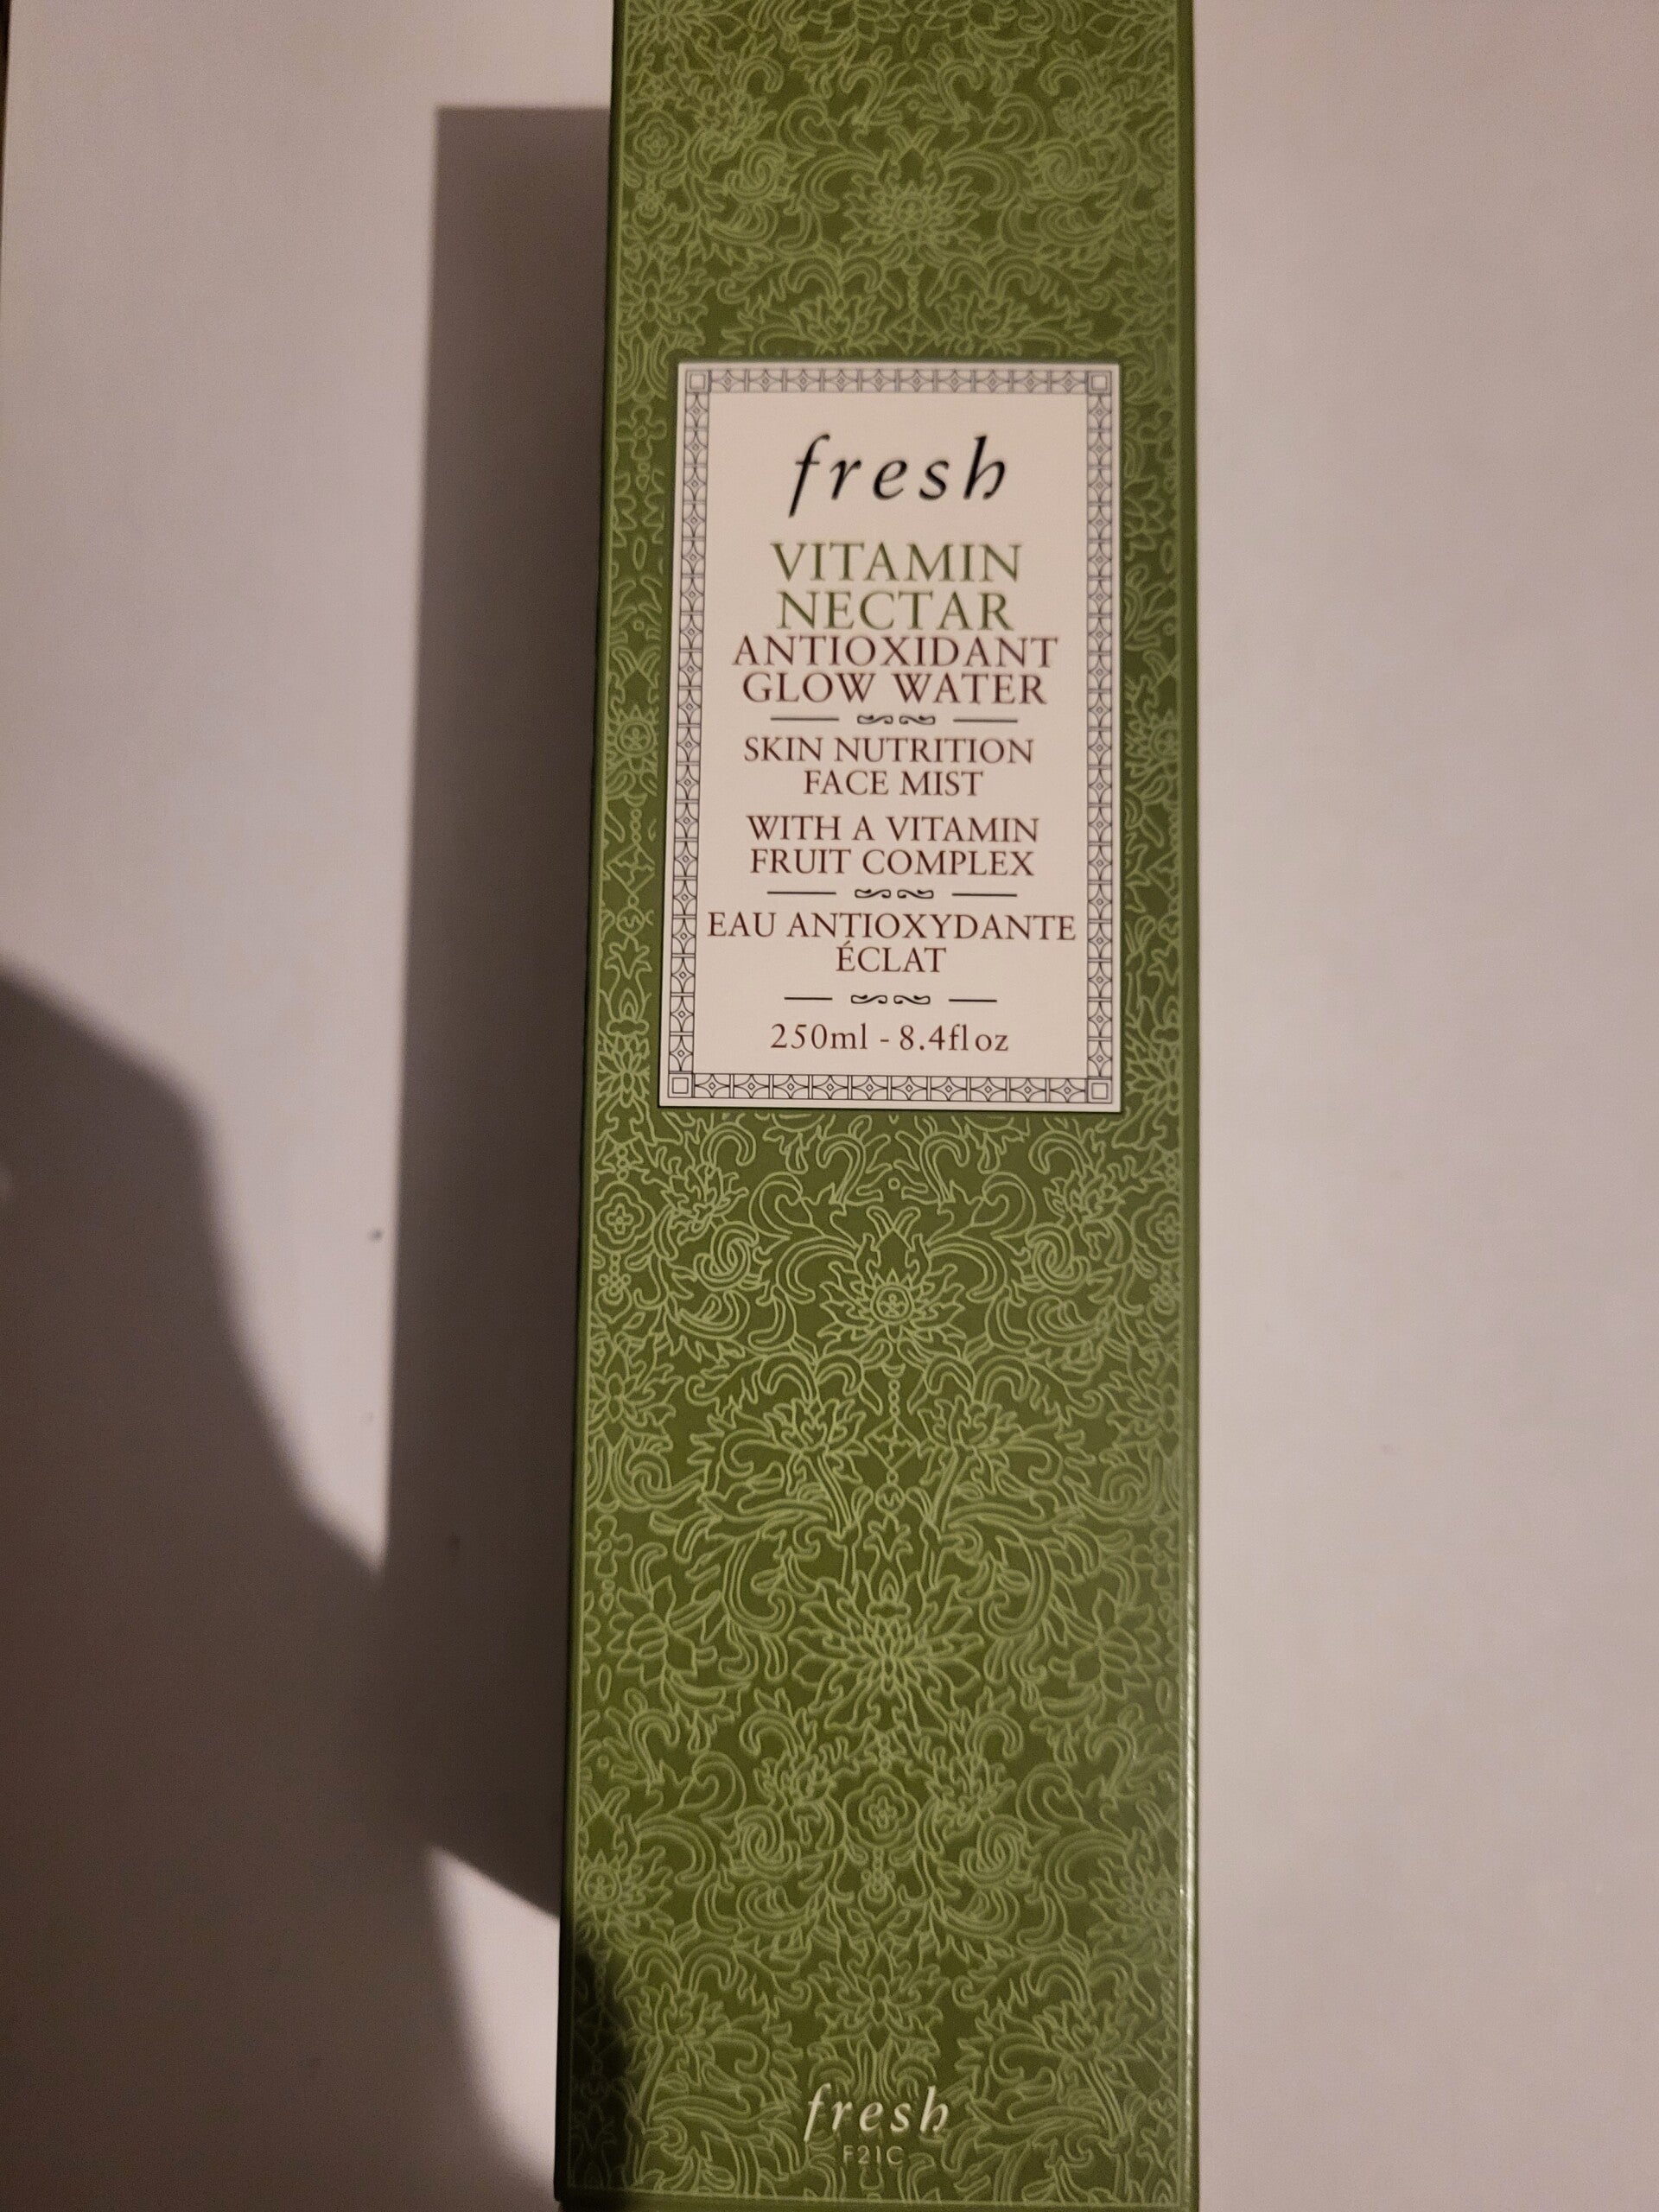 fresh
VITAMIN
NECTAR
ANTIOXIDANT
GLOW WATER
SKIN NUTRITION
FACE MIST
WITH A VITAMIN
FRUIT COMPLEX
EAU ANTIOXYDANTE
ÉCLAT
250ml - 8.4fl oz
fresh
F21C